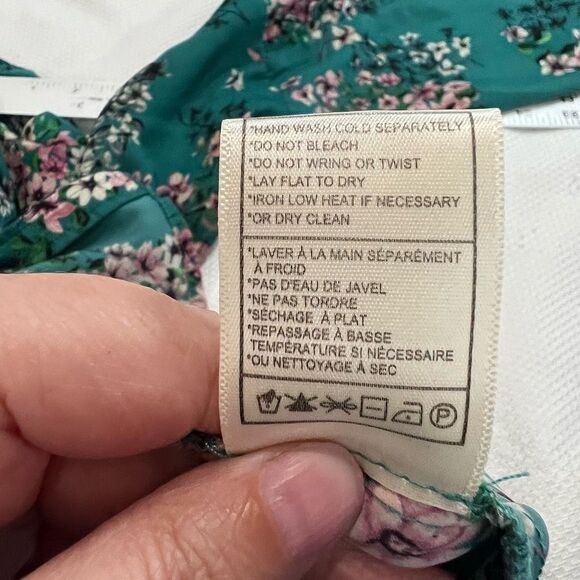 *HAND WASH COLD SEPARATELY
*DO NOT BLEACH
*DO NOT WRING OR TWIST
*LAY FLAT TO DRY
*IRON LOW HEAT IF NECESSARY
*OR DRY CLEAN
*LAVER À LA MAIN SÉPARÉMENT
À FROID
*PAS D'EAU DE JAVEL
*NE PAS TORDRE
*SÉCHAGE À PLAT
*REPASSAGE À BASSE
TEMPÉRATURE SI NÉCESSAIRE
*OU NETTOYAGE À SEC
P